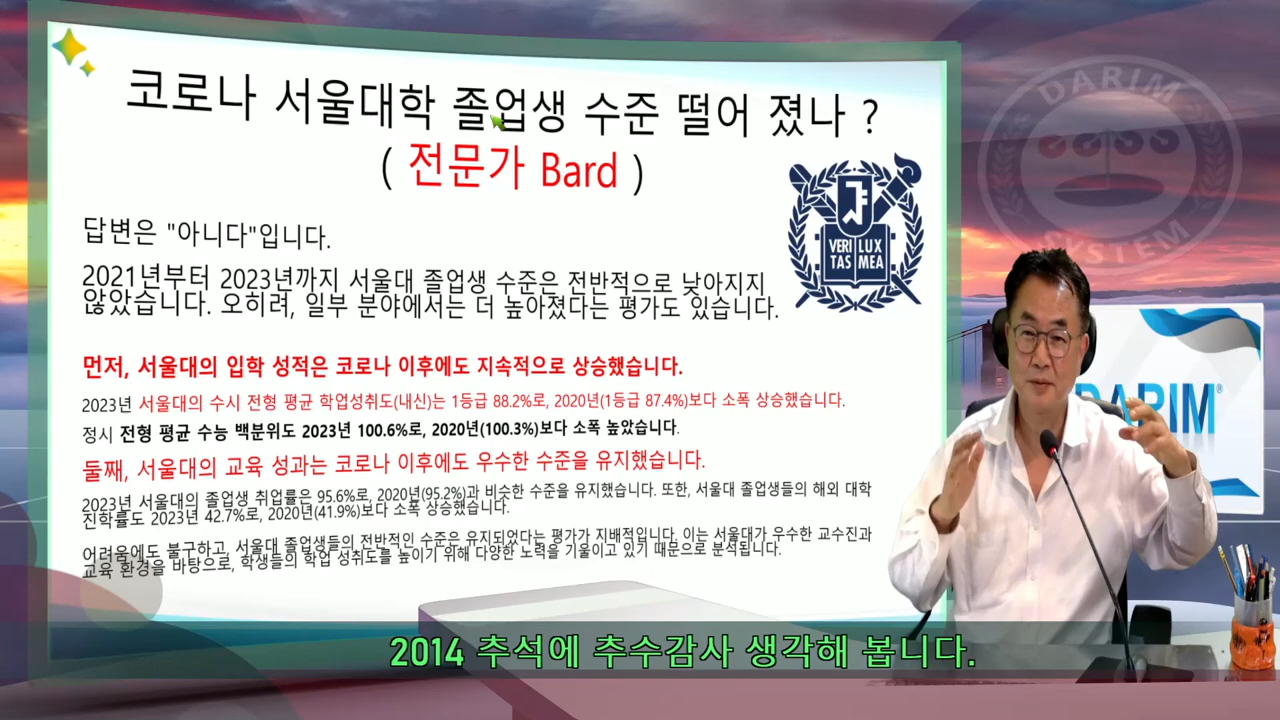 코로나 서울대학 졸업생 수준 떨어 졌나 ?
( 전문가 Bard )
답변은 "아니다"입니다.
2021년부터 2023년까지 서울대 졸업생 수준은 전반적으로 낮아지지
않았습니다. 오히려, 일부 분야에서는 더 높아졌다는 평가도 있습니다.
VERI LUX
TAS MEA
먼저, 서울대의 입학 성적은 코로나 이후에도 지속적으로 상승했습니다.
2023년 서울대의 수시 전형 평균 학업성취도(내신)는 1등급 88.2%로, 2020년(1등급 87.4%)보다 소폭 상승했습니다.
정시 전형 평균 수능 백분위도 2023년 100.6%로, 2020년(100.3%)보다 소폭 높았습니다.
둘째, 서울대의 교육 성과는 코로나 이후에도 우수한 수준을 유지했습니다.
2023년 서울대의 졸업생 취업률은 95.6%로, 2020년(95.2%)과 비슷한 수준을 유지했습니다. 또한, 서울대 졸업생들의 해외 대학
진학률도 2023년 42.7%로, 2020년(41.9%)보다 소폭 상승했습니다.
어려움에도 불구하고, 서울대 졸업생들의 전반적인 수준은 유지되었다는 평가가 지배적입니다. 이는 서울대가 우수한 교수진과
교육 환경을 바탕으로, 학생들의 학업 성취도를 높이기 위해 다양한 노력을 기울이고 있기 때문으로 분석됩니다.
DARIM
SYSTEM
DARIM®
2014 추석에 추수감사 생각해 봅니다.